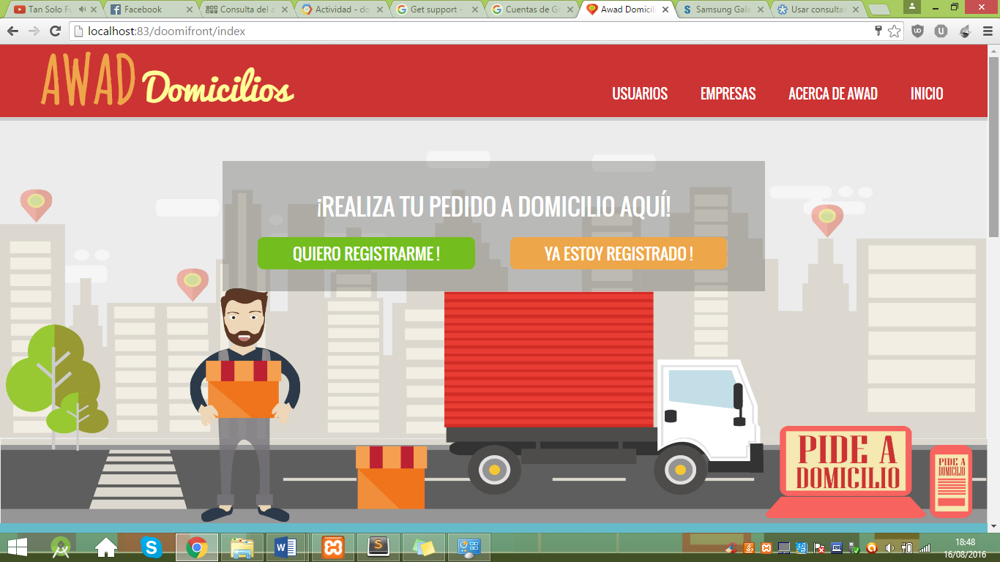 Tan Solo Fu
Facebook
Consulta del a
Actividad - do
Get support -
Cuentas de Go
Awad Domicil
Samsung Gala
Usar consultas
localhost:83/doomifront/index
AWAD Domicilios
USUARIOS
EMPRESAS
ACERCA DE AWAD
INICIO
¡REALIZA TU PEDIDO A DOMICILIO AQUÍ!
QUIERO REGISTRARME !
YA ESTOY REGISTRADO !
PIDE A
DOMICILIO
PIDE A
DOMICILIO
18:48
16/08/2016